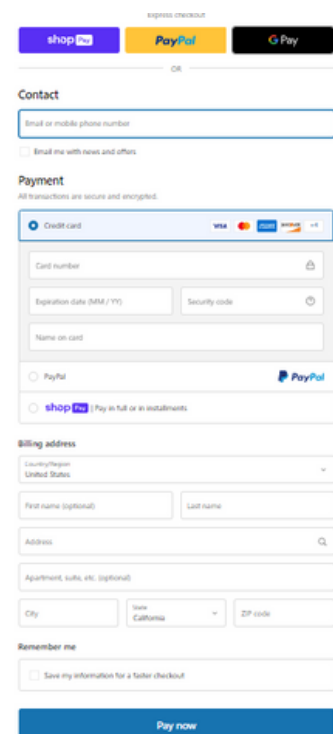 Express checkout
shop Pay
PayPal
G Pay
OR
Contact
Email or mobile phone number
Email me with news and offers
Payment
All transactions are secure and encrypted.
Credit card VISA
Card number
Expiration date (MM / YY) Security code
Name on card
PayPal PayPal
shop Pay | Pay in full or in installments
Billing address
Country/Region
United States
First name (optional) Last name
Address
Apartment, suite, etc. (optional)
City State California ZIP code
Remember me
Save my information for a faster checkout
Pay now